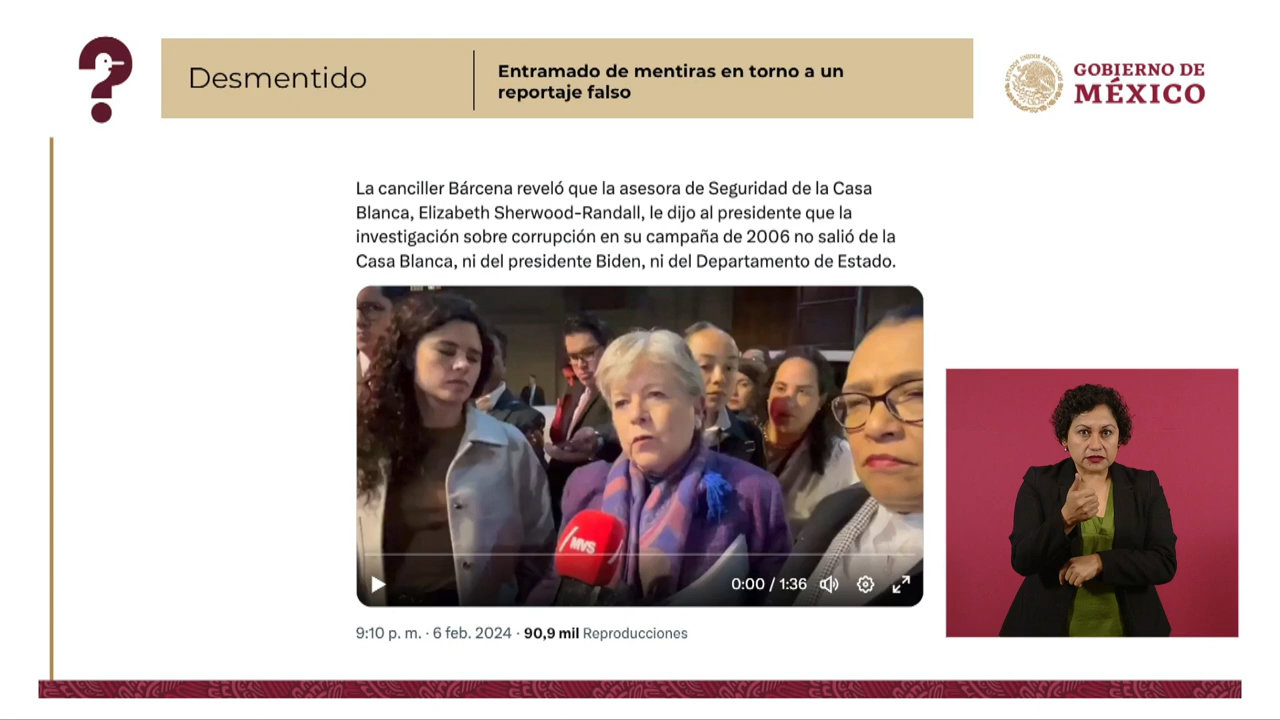 Desmentido
Entramado de mentiras en torno a un
reportaje falso
GOBIERNO DE
MÉXICO
La canciller Bárcena reveló que la asesora de Seguridad de la Casa
Blanca, Elizabeth Sherwood-Randall, le dijo al presidente que la
investigación sobre corrupción en su campaña de 2006 no salió de la
Casa Blanca, ni del presidente Biden, ni del Departamento de Estado.
MVS
0:00 / 1:36
9:10 p. m. · 6 feb. 2024 · 90,9 mil Reproducciones